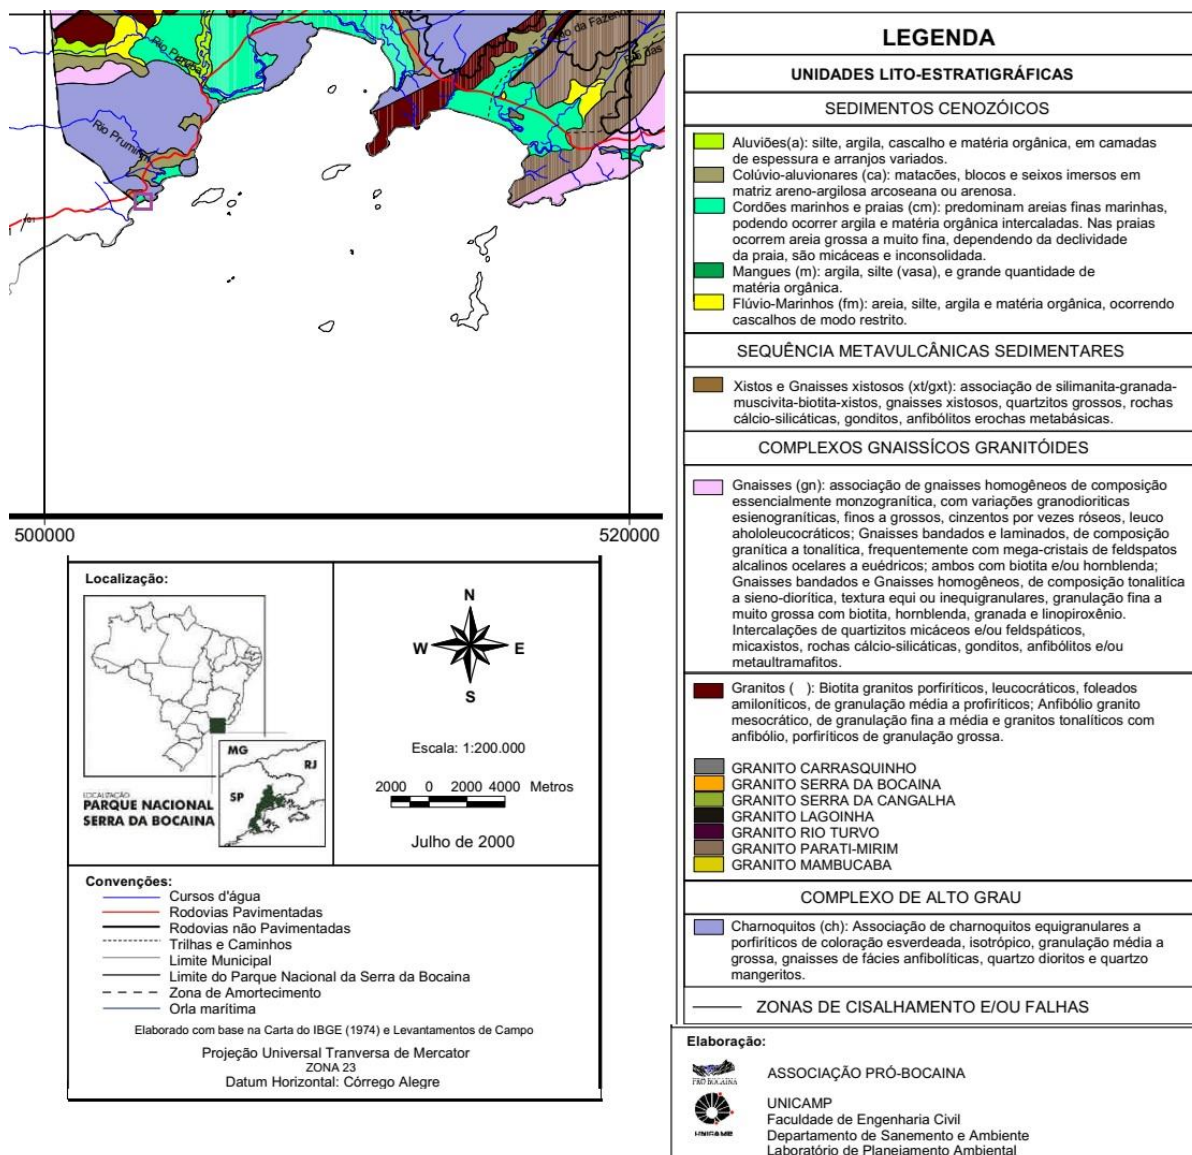 Rio Prumirim
101
500000
520000
Localização:
MG
RJ
SP
LOCALIZAÇÃO
PARQUE NACIONAL
SERRA DA BOCAINA
N
W
E
S
Escala: 1:200.000
2000 0 2000 4000 Metros
Julho de 2000
Convenções:
Cursos d'água
Rodovias Pavimentadas
Rodovias não Pavimentadas
Trilhas e Caminhos
Limite Municipal
Limite do Parque Nacional da Serra da Bocaina
Zona de Amortecimento
Orla marítima
Elaborado com base na Carta do IBGE (1974) e Levantamentos de Campo
Projeção Universal Tranversa de Mercator
ZONA 23
Datum Horizontal: Córrego Alegre
LEGENDA
UNIDADES LITO-ESTRATIGRÁFICAS
SEDIMENTOS CENOZÓICOS
Aluviões(a): silte, argila, cascalho e matéria orgânica, em camadas
de espessura e arranjos variados.
Colúvio-aluvionares (ca): matacões, blocos e seixos imersos em
matriz areno-argilosa arcoseana ou arenosa.
Cordões marinhos e praias (cm): predominam areias finas marinhas,
podendo ocorrer argila e matéria orgânica intercaladas. Nas praias
ocorrem areia grossa a muito fina, dependendo da declividade
da praia, são micáceas e inconsolidada.
Mangues (m): argila, silte (vasa), e grande quantidade de
matéria orgânica.
Flúvio-Marinhos (fm): areia, silte, argila e matéria orgânica, ocorrendo
cascalhos de modo restrito.
SEQUÊNCIA METAVULCÂNICAS SEDIMENTARES
Xistos e Gnaisses xistosos (xt/gxt): associação de silimanita-granada-
muscivita-biotita-xistos, gnaisses xistosos, quartzitos grossos, rochas
cálcio-silicáticas, gonditos, anfibólitos erochas metabásicas.
COMPLEXOS GNAISSÍCOS GRANITÓIDES
Gnaisses (gn): associação de gnaisses homogêneos de composição
essencialmente monzogranítica, com variações granodioriticas
esienograníticas, finos a grossos, cinzentos por vezes róseos, leuco
ahololeucocráticos; Gnaisses bandados e laminados, de composição
granítica a tonalítica, frequentemente com mega-cristais de feldspatos
alcalinos ocelares a euédricos; ambos com biotita e/ou hornblenda;
Gnaisses bandados e Gnaisses homogêneos, de composição tonalitíca
a sieno-diorítica, textura equi ou inequigranulares, granulação fina a
muito grossa com biotita, hornblenda, granada e linopiroxênio.
Intercalações de quartizitos micáceos e/ou feldspáticos,
micaxistos, rochas cálcio-silicáticas, gonditos, anfibólitos e/ou
metaultramafitos.
Granitos ( ): Biotita granitos porfiríticos, leucocráticos, foleados
amiloníticos, de granulação média a profiríticos; Anfibólio granito
mesocrático, de granulação fina a média e granitos tonalíticos com
anfibólio, porfiríticos de granulação grossa.
GRANITO CARRASQUINHO
GRANITO SERRA DA BOCAINA
GRANITO SERRA DA CANGALHA
GRANITO LAGOINHA
GRANITO RIO TURVO
GRANITO PARATI-MIRIM
GRANITO MAMBUCABA
COMPLEXO DE ALTO GRAU
Charnoquitos (ch): Associação de charnoquitos equigranulares a
porfiríticos de coloração esverdeada, isotrópico, granulação média a
grossa, gnaisses de fácies anfibolíticas, quartzo dioritos e quartzo
mangeritos.
ZONAS DE CISALHAMENTO E/OU FALHAS
Elaboração:
PRÓ BOCAINA
ASSOCIAÇÃO PRÓ-BOCAINA
UNICAMP
UNICAMP
Faculdade de Engenharia Civil
Departamento de Sanemento e Ambiente
Laboratório de Planejamento Ambiental